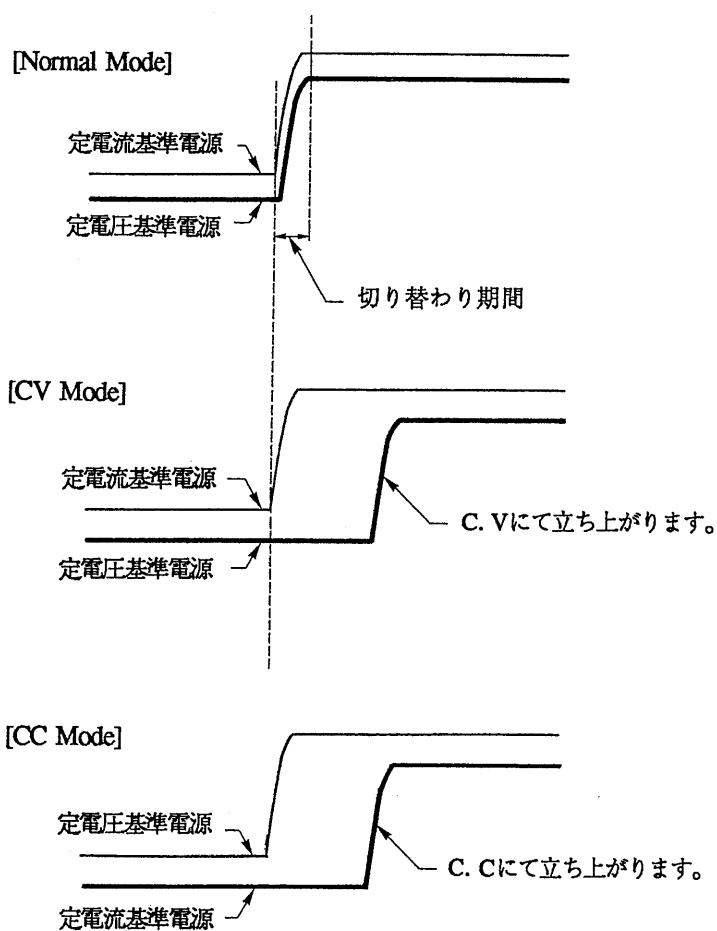 [Normal Mode]
定電流基準電源
定電圧基準電源
切り替わり期間
[CV Mode]
定電流基準電源
C. Vにて立ち上がります。
定電圧基準電源
[CC Mode]
定電圧基準電源
C. Cにて立ち上がります。
定電流基準電源